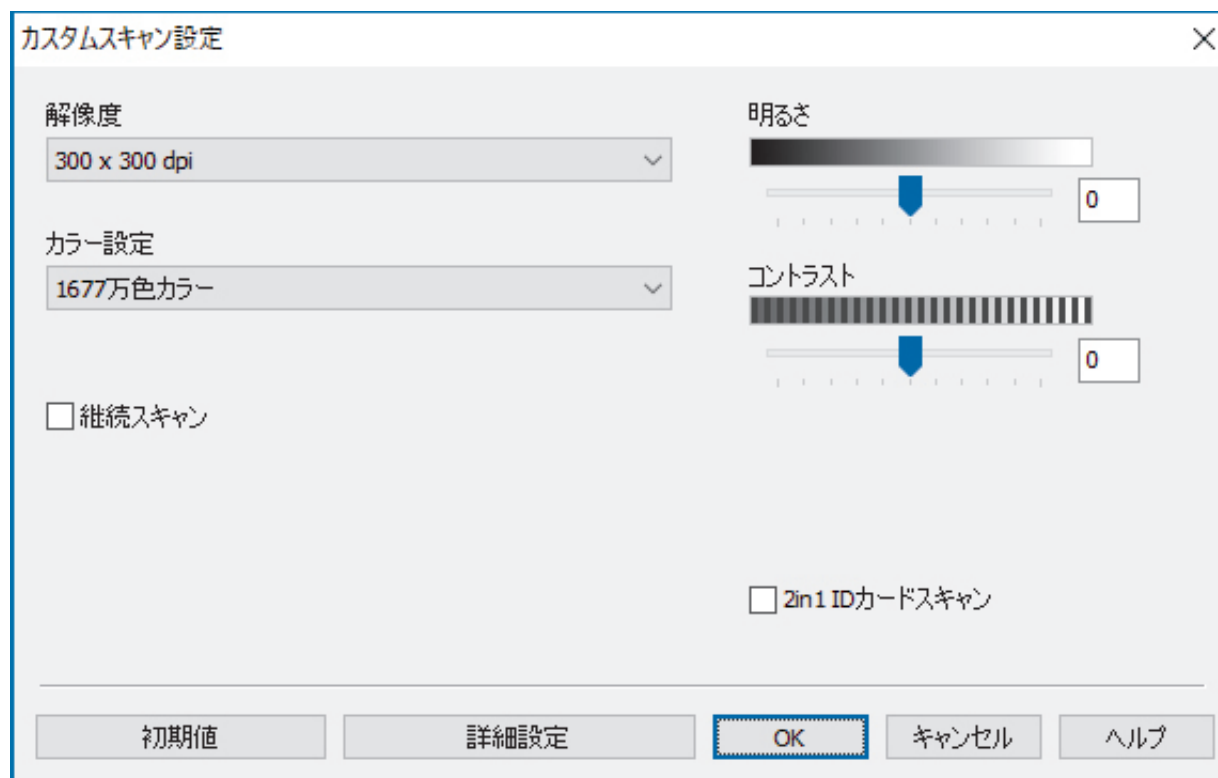 カスタムスキャン設定
解像度
300 x 300 dpi
カラー設定
1677万色カラー
継続スキャン
明るさ
0
コントラスト
0
2in1 IDカードスキャン
初期値
詳細設定
OK
キャンセル
ヘルプ